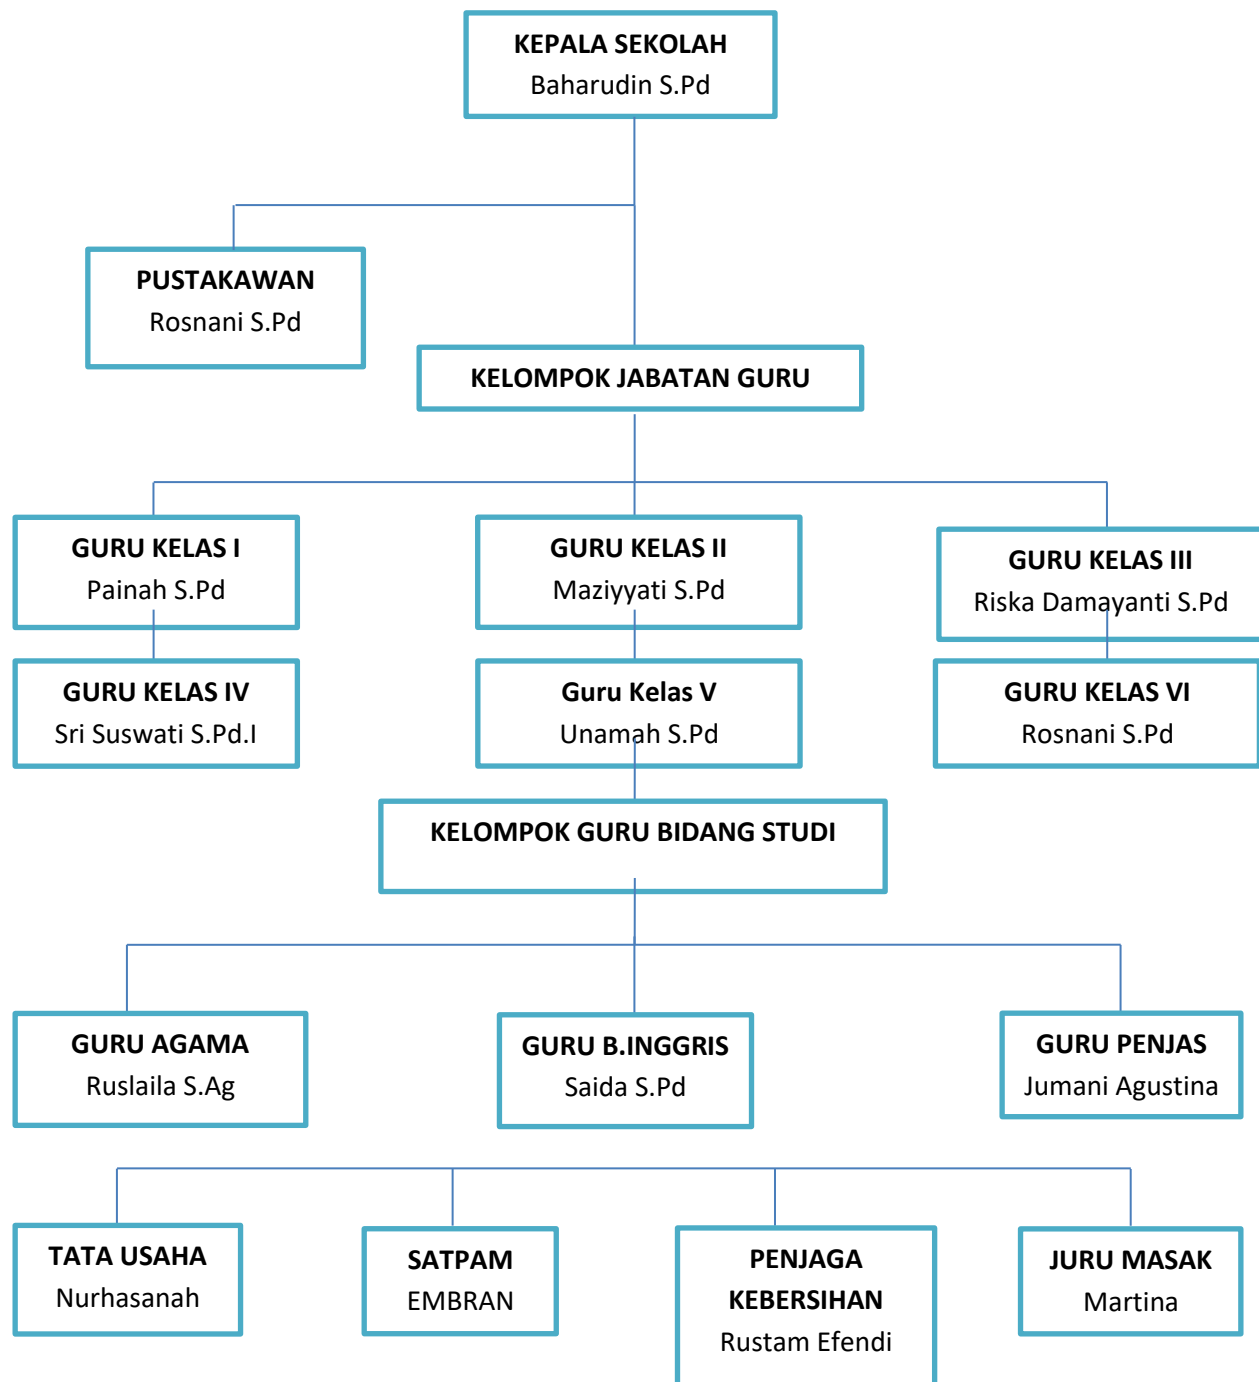 KEPALA SEKOLAH
Baharudin S.Pd
PUSTAKAWAN
Rosnani S.Pd
KELOMPOK JABATAN GURU
GURU KELAS I
Painah S.Pd
GURU KELAS II
Maziyyati S.Pd
GURU KELAS III
Riska Damayanti S.Pd
GURU KELAS IV
Sri Suswati S.Pd.I
Guru Kelas V
Unamah S.Pd
GURU KELAS VI
Rosnani S.Pd
KELOMPOK GURU BIDANG STUDI
GURU AGAMA
Ruslaila S.Ag
GURU B.INGGRIS
Saida S.Pd
GURU PENJAS
Jumani Agustina
TATA USAHA
Nurhasanah
SATPAM
EMBRAN
PENJAGA
KEBERSIHAN
Rustam Efendi
JURU MASAK
Martina